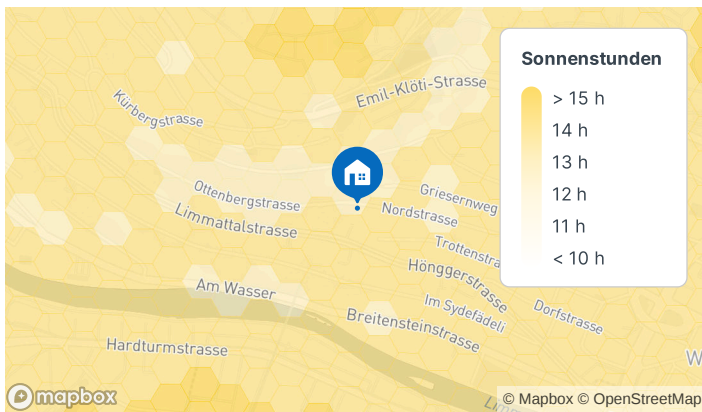 Sonnenstunden
> 15 h
14 h
13 h
12 h
11 h
< 10 h
Emil-Klöti-Strasse
Kürbergstrasse
Ottenbergstrasse
Griesernweg
Nordstrasse
Limmattalstrasse
Trottenstra
Hönggerstrasse
Am Wasser
Im Sydefädeli
Dorfstrasse
Breitensteinstrasse
Hardturmstrasse
W
Limm
mapbox
© Mapbox © OpenStreetMap